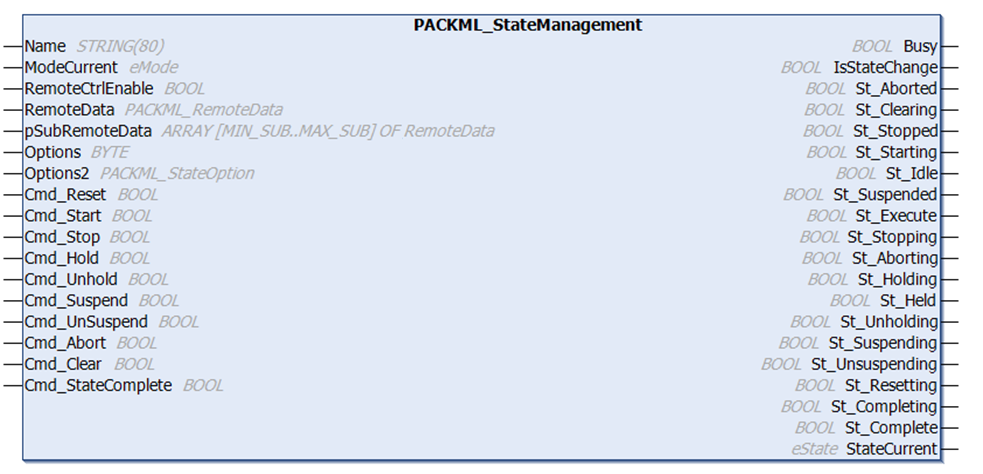 PACKML_StateManagement
Name STRING(80) BOOL Busy
ModeCurrent eMode BOOL IsStateChange
RemoteCtrlEnable BOOL BOOL St_Aborted
RemoteData PACKML_RemoteData BOOL St_Clearing
pSubRemoteData ARRAY [MIN_SUB..MAX_SUB] OF RemoteData BOOL St_Stopped
Options BYTE BOOL St_Starting
Options2 PACKML_StateOption BOOL St_Idle
Cmd_Reset BOOL BOOL St_Suspended
Cmd_Start BOOL BOOL St_Execute
Cmd_Stop BOOL BOOL St_Stopping
Cmd_Hold BOOL BOOL St_Aborting
Cmd_Unhold BOOL BOOL St_Holding
Cmd_Suspend BOOL BOOL St_Held
Cmd_UnSuspend BOOL BOOL St_Unholding
Cmd_Abort BOOL BOOL St_Suspending
Cmd_Clear BOOL BOOL St_Unsuspending
Cmd_StateComplete BOOL BOOL St_Resetting
BOOL St_Completing
BOOL St_Complete
eState StateCurrent